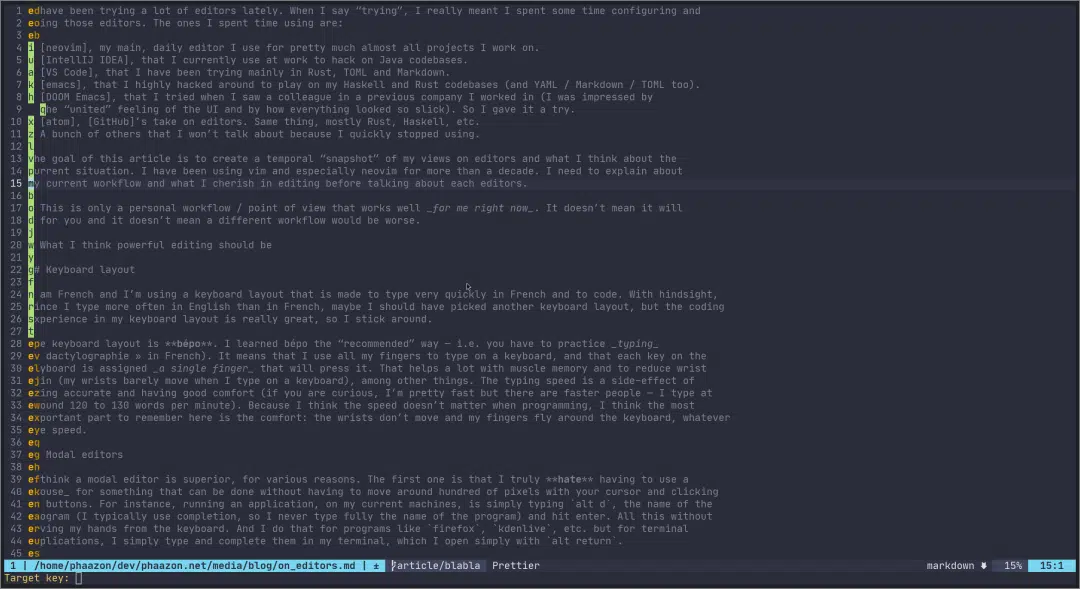 1 edhave been trying a lot of editors lately. When I say “trying”, I really meant I spent some time configuring and
2 eoing those editors. The ones I spent time using are:
3 eb
4 i [neovim], my main, daily editor I use for pretty much almost all projects I work on.
5 u [IntellIJ IDEA], that I currently use at work to hack on Java codebases.
6 a [VS Code], that I have been trying mainly in Rust, TOML and Markdown.
7 k [emacs], that I highly hacked around to play on my Haskell and Rust codebases (and YAML / Markdown / TOML too).
8 h [DOOM Emacs], that I tried when I saw a colleague in a previous company I worked in (I was impressed by
9 qhe “united” feeling of the UI and by how everything looked so slick). So I gave it a try.
10 x [atom], [GitHub]'s take on editors. Same thing, mostly Rust, Haskell, etc.
11 z A bunch of others that I won’t talk about because I quickly stopped using.
12 l
13 vhe goal of this article is to create a temporal “snapshot” of my views on editors and what I think about the
14 purrent situation. I have been using vim and especially neovim for more than a decade. I need to explain about
15 my current workflow and what I cherish in editing before talking about each editors.
16 b
17 o This is only a personal workflow / point of view that works well _for me right now_. It doesn’t mean it will
18 d for you and it doesn’t mean a different workflow would be worse.
19 j
20 w What I think powerful editing should be
21 y
22 g# Keyboard layout
23 f
24 n am French and I’m using a keyboard layout that is made to type very quickly in French and to code. With hindsight,
25 rince I type more often in English than in French, maybe I should have picked another keyboard layout, but the coding
26 sxperience in my keyboard layout is really great, so I stick around.
27 t
28 epe keyboard layout is **bépo**. I learned bépo the “recommended” way — i.e. you have to practice _typing_
29 ev dactylographie » in French). It means that I use all my fingers to type on a keyboard, and that each key on the
30 elyboard is assigned _a single finger_ that will press it. That helps a lot with muscle memory and to reduce wrist
31 ejin (my wrists barely move when I type on a keyboard), among other things. The typing speed is a side-effect of
32 ezing accurate and having good comfort (if you are curious, I’m pretty fast but there are faster people — I type at
33 ewound 120 to 130 words per minute). Because I think the speed doesn’t matter when programming, I think the most
34 exportant part to remember here is the comfort: the wrists don’t move and my fingers fly around the keyboard, whatever
35 eye speed.
36 eq
37 eg Modal editors
38 eh
39 efthink a modal editor is superior, for various reasons. The first one is that I truly **hate** having to use a
40 ekouse_ for something that can be done without having to move around hundred of pixels with your cursor and clicking
41 en buttons. For instance, running an application, on my current machines, is simply typing `alt d`, the name of the
42 eaogram (I typically use completion, so I never type fully the name of the program) and hit enter. All this without
43 erving my hands from the keyboard. And I do that for programs like `firefox`, `kdenlive`, etc. but for terminal
44 euplications, I simply type and complete them in my terminal, which I open simply with `alt return`.
45 es
1 | /home/phaazon/dev/phaazon.net/media/blog/on_editors.md | ± article/blabla Prettier markdown 15% 15:1
Target key: